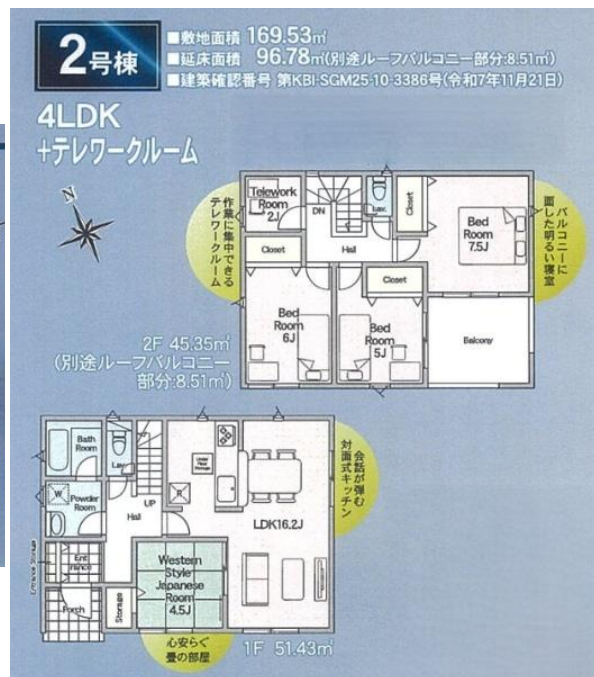 2号棟
■敷地面積 169.53㎡
■延床面積 96.78㎡(別途ルーフバルコニー部分:8.51㎡)
■建築確認番号 第KBI-SGM25-10-3386号(令和7年11月21日)
4LDK
+テレワークルーム
N
作業に集中できる
テレワークルーム
Telework
Room
2J
DN
Lav.
Closet
Bed
Room
7.5J
バルコニーに
面した明るい寝室
Closet
Hall
Closet
Bed
Room
6J
Bed
Room
5J
Balcony
2F 45.35㎡
(別途ルーフバルコニー
部分:8.51㎡)
Bath
Room
Lav.
UP
Under
Floor
Storage
R
会話が弾む
対面式キッチン
W
Powder
Room
Hall
LDK16.2J
Entrance Storage
Ent
rance
Porch
Storage
Western
Style
Japanese
Room
4.5J
心安らぐ
畳の部屋
1F 51.43㎡